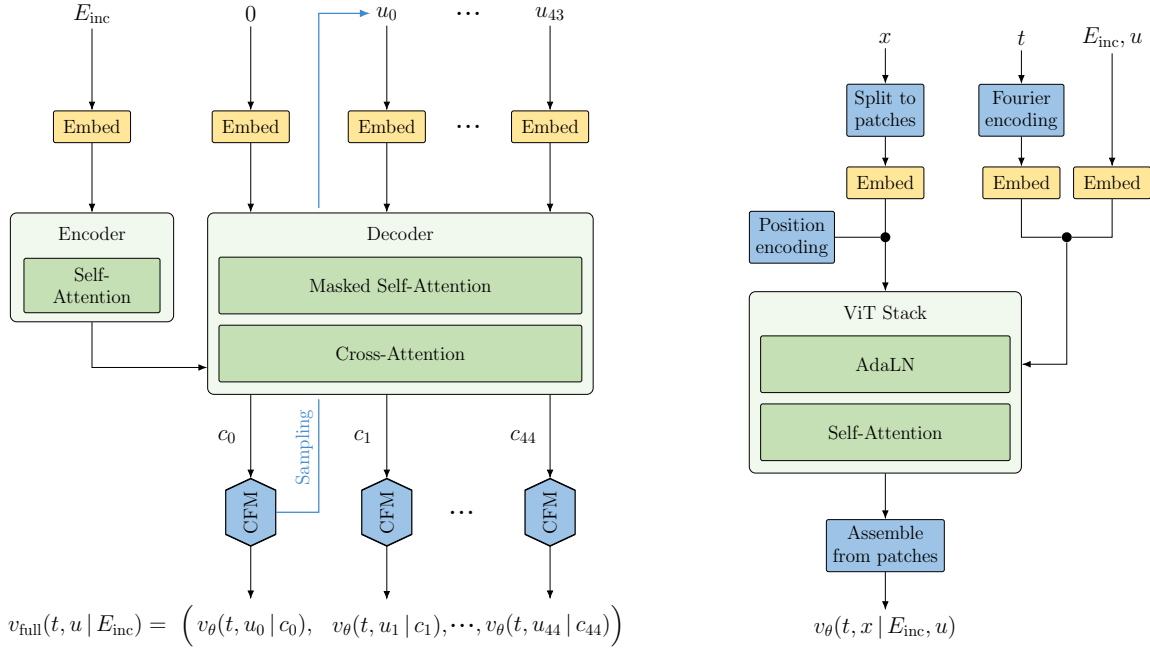 E_inc 0 u_0 ··· u_43
Embed Embed Embed ··· Embed
Encoder
Self-
Attention
Decoder
Masked Self-Attention
Cross-Attention
c_0 c_1 c_44
Sampling
CFM CFM ··· CFM
v_full(t, u | E_inc) = ( v_θ(t, u_0 | c_0), v_θ(t, u_1 | c_1), ···, v_θ(t, u_44 | c_44) )
x t E_inc, u
Split to
patches
Fourier
encoding
Embed Embed Embed
Position
encoding
ViT Stack
AdaLN
Self-Attention
Assemble
from patches
v_θ(t, x | E_inc, u)